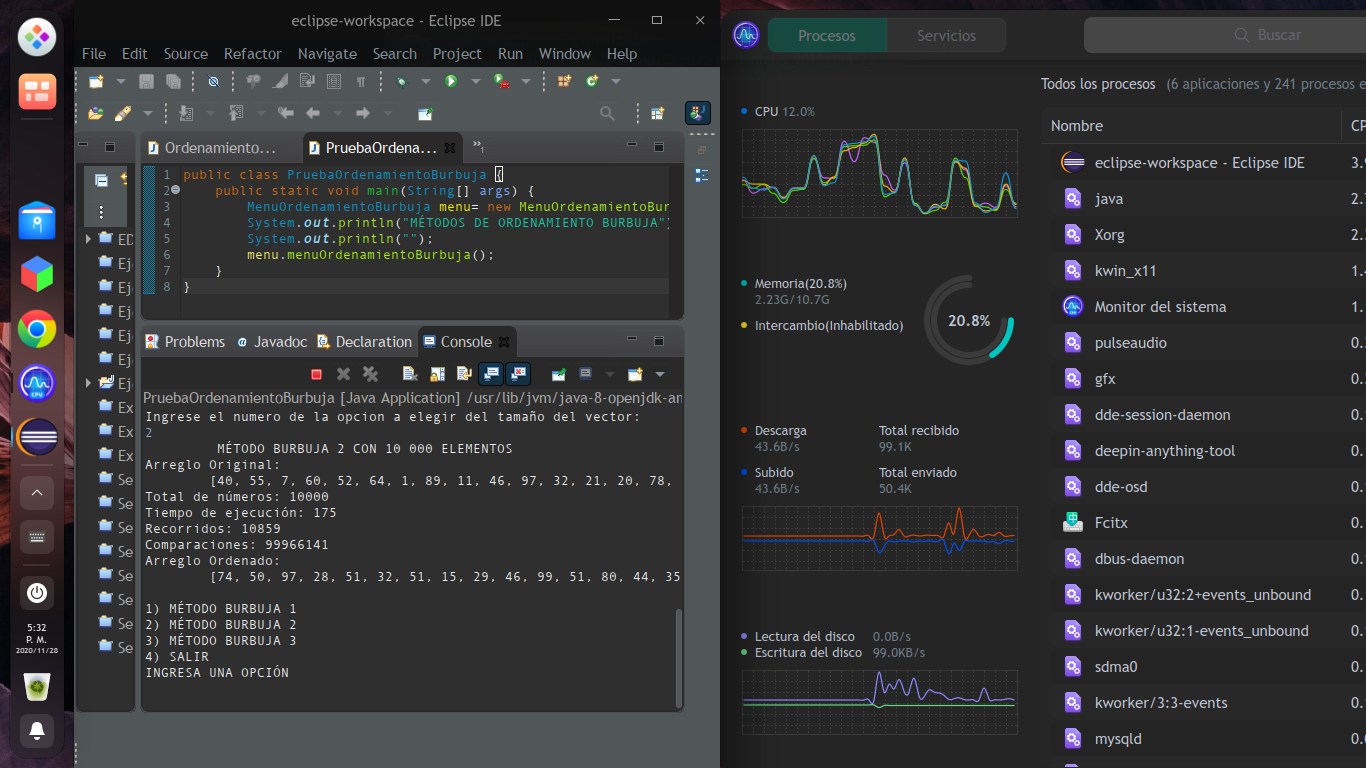 eclipse-workspace - Eclipse IDE
File Edit Source Refactor Navigate Search Project Run Window Help
Ordenamiento...
PruebaOrdena...
1 public class PruebaOrdenamientoBurbuja {
2 public static void main(String[] args) {
3 MenuOrdenamientoBurbuja menu= new MenuOrdenamientoBur
4 System.out.println("MÉTODOS DE ORDENAMIENTO BURBUJA")
5 System.out.println("");
6 menu.menuOrdenamientoBurbuja();
7 }
8 }
ED
Eje
Eje
Eje
Eje
Eje
Eje
Ex
Ex
Ex
Se
Se
Se
Se
Se
Se
Se
Se
Problems Javadoc Declaration Console
PruebaOrdenamientoBurbuja [Java Application] /usr/lib/jvm/java-8-openjdk-an
Ingrese el numero de la opcion a elegir del tamaño del vector:
2
MÉTODO BURBUJA 2 CON 10 000 ELEMENTOS
Arreglo Original:
[40, 55, 7, 60, 52, 64, 1, 89, 11, 46, 97, 32, 21, 20, 78,
Total de números: 10000
Tiempo de ejecución: 175
Recorridos: 10859
Comparaciones: 99966141
Arreglo Ordenado:
[74, 50, 97, 28, 51, 32, 51, 15, 29, 46, 99, 51, 80, 44, 35
1) MÉTODO BURBUJA 1
2) MÉTODO BURBUJA 2
3) MÉTODO BURBUJA 3
4) SALIR
INGRESA UNA OPCIÓN
CPU
5:32
P. M.
2020/11/28
Procesos Servicios
Buscar
CPU 12.0%
Memoria(20.8%)
2.23G/10.7G
Intercambio(Inhabilitado)
20.8%
Descarga Total recibido
43.6B/s 99.1K
Subido Total enviado
43.6B/s 50.4K
Lectura del disco 0.0B/s
Escritura del disco 99.0KB/s
Todos los procesos (6 aplicaciones y 241 procesos e
Nombre CP
eclipse-workspace - Eclipse IDE 3.9
java 2.
Xorg 2.
kwin_x11 1.
Monitor del sistema 1.
pulseaudio 0.
gfx 0.
dde-session-daemon 0.
deepin-anything-tool 0.
dde-osd 0.
Fcitx 0.
dbus-daemon 0.
kworker/u32:2+events_unbound 0.
kworker/u32:1-events_unbound 0.
sdma0 0.
kworker/3:3-events 0.
mysqld 0.